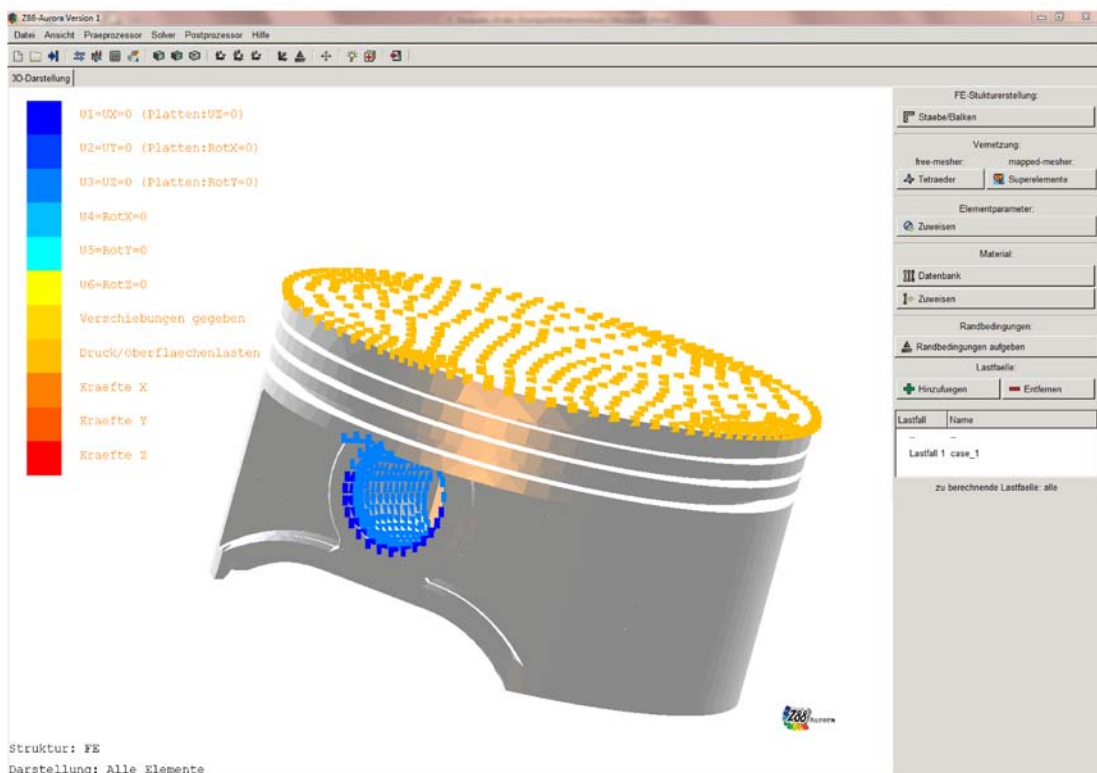 Z88-Aurora Version 1
Datei Ansicht Praeprozessor Solver Postprozessor Hilfe
3D-Darstellung
U1=UX=0 (Platten:UZ=0)
U2=UY=0 (Platten:RotX=0)
U3=UZ=0 (Platten:RotY=0)
U4=RotX=0
U5=RotY=0
U6=RotZ=0
Verschiebungen gegeben
Druck/Oberflaechenlasten
Kraefte X
Kraefte Y
Kraefte Z
Z88 Aurora
Struktur: FE
Darstellung: Alle Elemente
FE-Stukturerstellung:
Staebe/Balken
Vernetzung:
free-mesher: mapped-mesher:
Tetraeder Superelemente
Elementparameter:
Zuweisen
Material:
Datenbank
Zuweisen
Randbedingungen:
Randbedingungen aufgeben
Lastfaelle:
Hinzufuegen Entfernen
Lastfall Name
-- --
Lastfall 1 case_1
zu berechnende Lastfaelle: alle